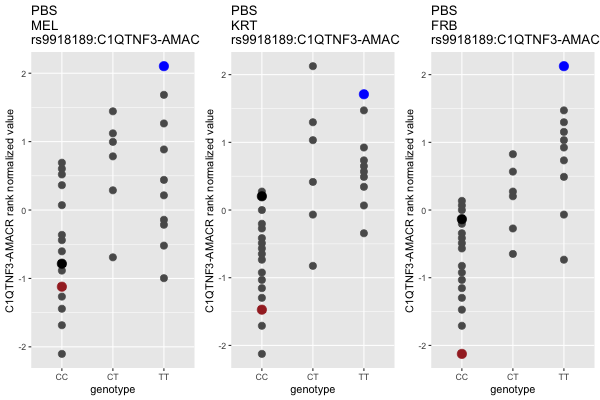 PBS
MEL
rs9918189:C1QTNF3-AMAC
C1QTNF3-AMACR rank normalized value
2
1
0
-1
-2
CC CT TT
genotype
PBS
KRT
rs9918189:C1QTNF3-AMAC
C1QTNF3-AMACR rank normalized value
2
1
0
-1
-2
CC CT TT
genotype
PBS
FRB
rs9918189:C1QTNF3-AMAC
C1QTNF3-AMACR rank normalized value
2
1
0
-1
-2
CC CT TT
genotype